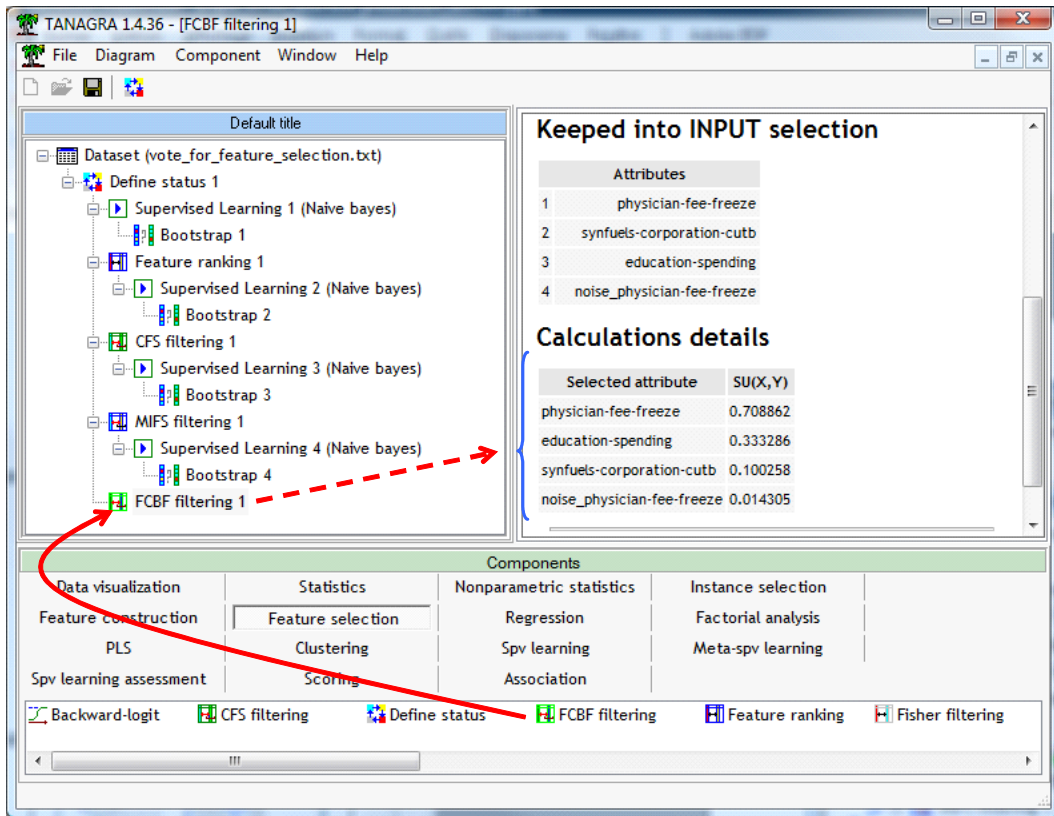 TANAGRA 1.4.36 - [FCBF filtering 1]
File Diagram Component Window Help
Default title
Dataset (vote_for_feature_selection.txt)
Define status 1
Supervised Learning 1 (Naive bayes)
Bootstrap 1
Feature ranking 1
Supervised Learning 2 (Naive bayes)
Bootstrap 2
CFS filtering 1
Supervised Learning 3 (Naive bayes)
Bootstrap 3
MIFS filtering 1
Supervised Learning 4 (Naive bayes)
Bootstrap 4
FCBF filtering 1
Keeped into INPUT selection
Attributes
1 physician-fee-freeze
2 synfuels-corporation-cutb
3 education-spending
4 noise_physician-fee-freeze
Calculations details
Selected attribute SU(X,Y)
physician-fee-freeze 0.708862
education-spending 0.333286
synfuels-corporation-cutb 0.100258
noise_physician-fee-freeze 0.014305
Components
Data visualization Statistics Nonparametric statistics Instance selection
Feature construction Feature selection Regression Factorial analysis
PLS Clustering Spv learning Meta-spv learning
Spv learning assessment Scoring Association
Backward-logit CFS filtering Define status FCBF filtering Feature ranking Fisher filtering